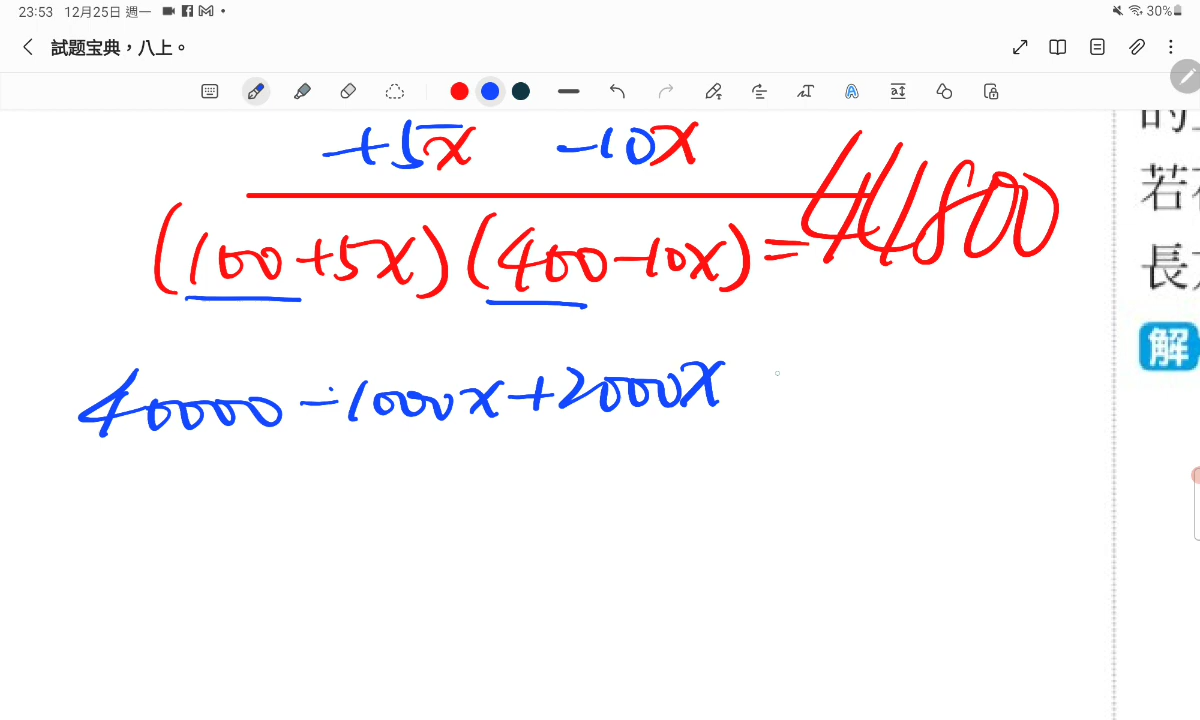 23:53 12月25日 週一 30%
試题宝典，八上。
+5x -10x
(100+5x)(400-10x)=44800
40000-1000x+2000x
若
長
解